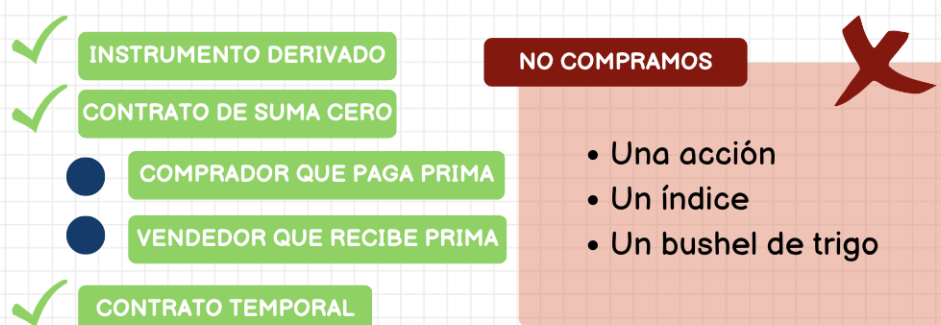 INSTRUMENTO DERIVADO
CONTRATO DE SUMA CERO
COMPRADOR QUE PAGA PRIMA
VENDEDOR QUE RECIBE PRIMA
CONTRATO TEMPORAL
NO COMPRAMOS
• Una acción
• Un índice
• Un bushel de trigo